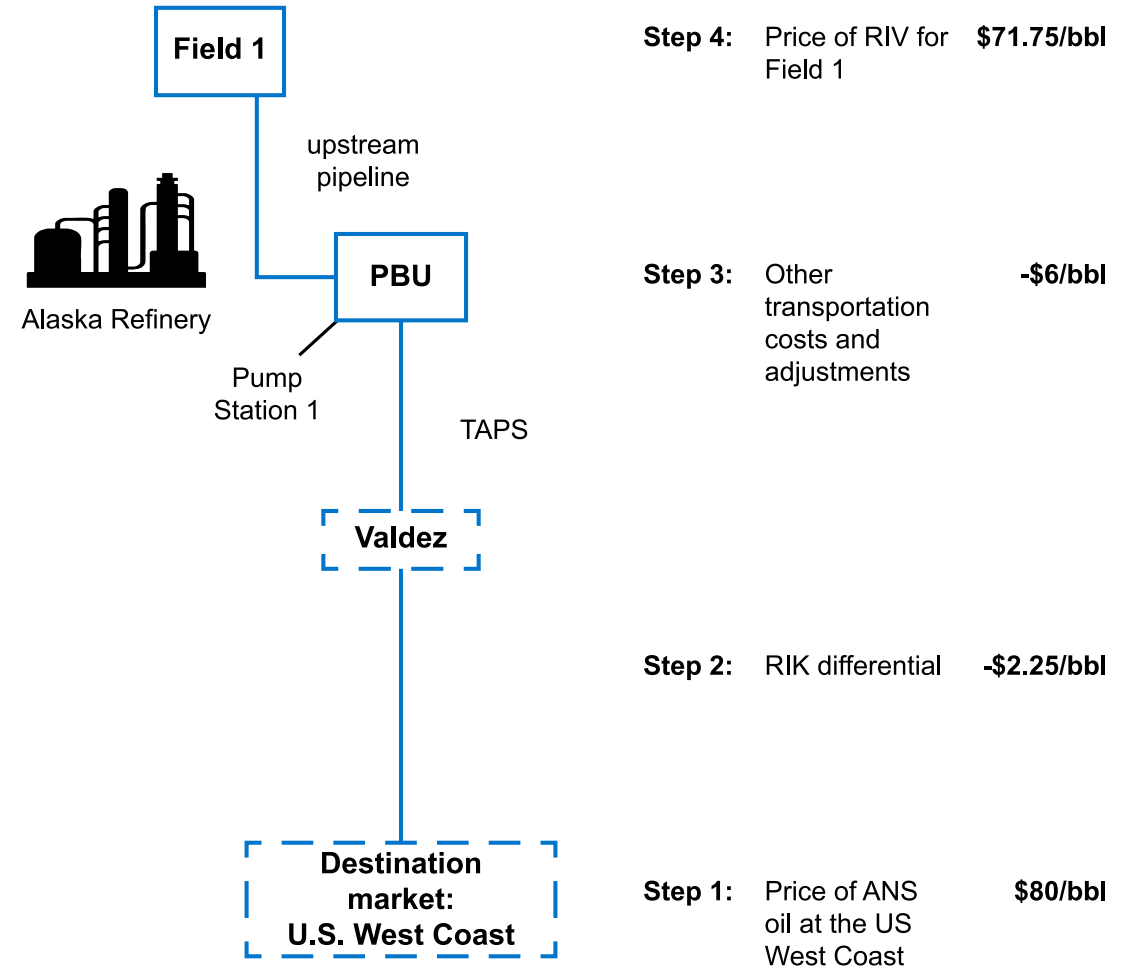 Field 1
upstream
pipeline
Alaska Refinery
PBU
Pump
Station 1
TAPS
Valdez
Destination
market:
U.S. West Coast
Step 4: Price of RIV for $71.75/bbl
Field 1
Step 3: Other -$6/bbl
transportation
costs and
adjustments
Step 2: RIK differential -$2.25/bbl
Step 1: Price of ANS $80/bbl
oil at the US
West Coast